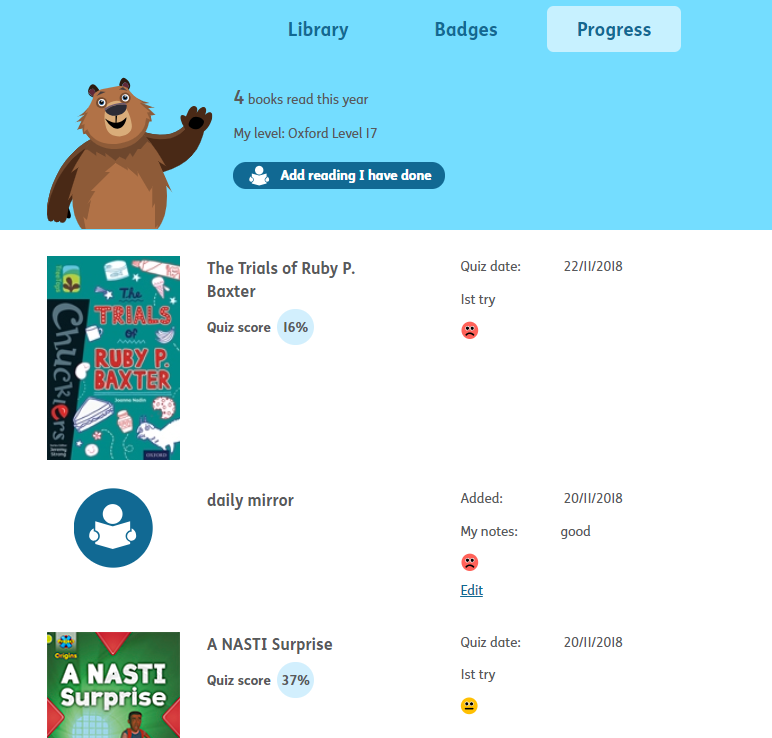 Library Badges Progress
4 books read this year
My level: Oxford Level 17
Add reading I have done
TreeTops
Chucklers
The
TRIALS
of
RUBY P.
BAXTER
Joanna Nadin
Jeremy
Strong
OXFORD
The Trials of Ruby P.
Baxter
Quiz score 16%
Quiz date: 22/11/2018
1st try
daily mirror
Added: 20/11/2018
My notes: good
Edit
Origins
A NASTI
Surprise
A NASTI Surprise
Quiz score 37%
Quiz date: 20/11/2018
1st try